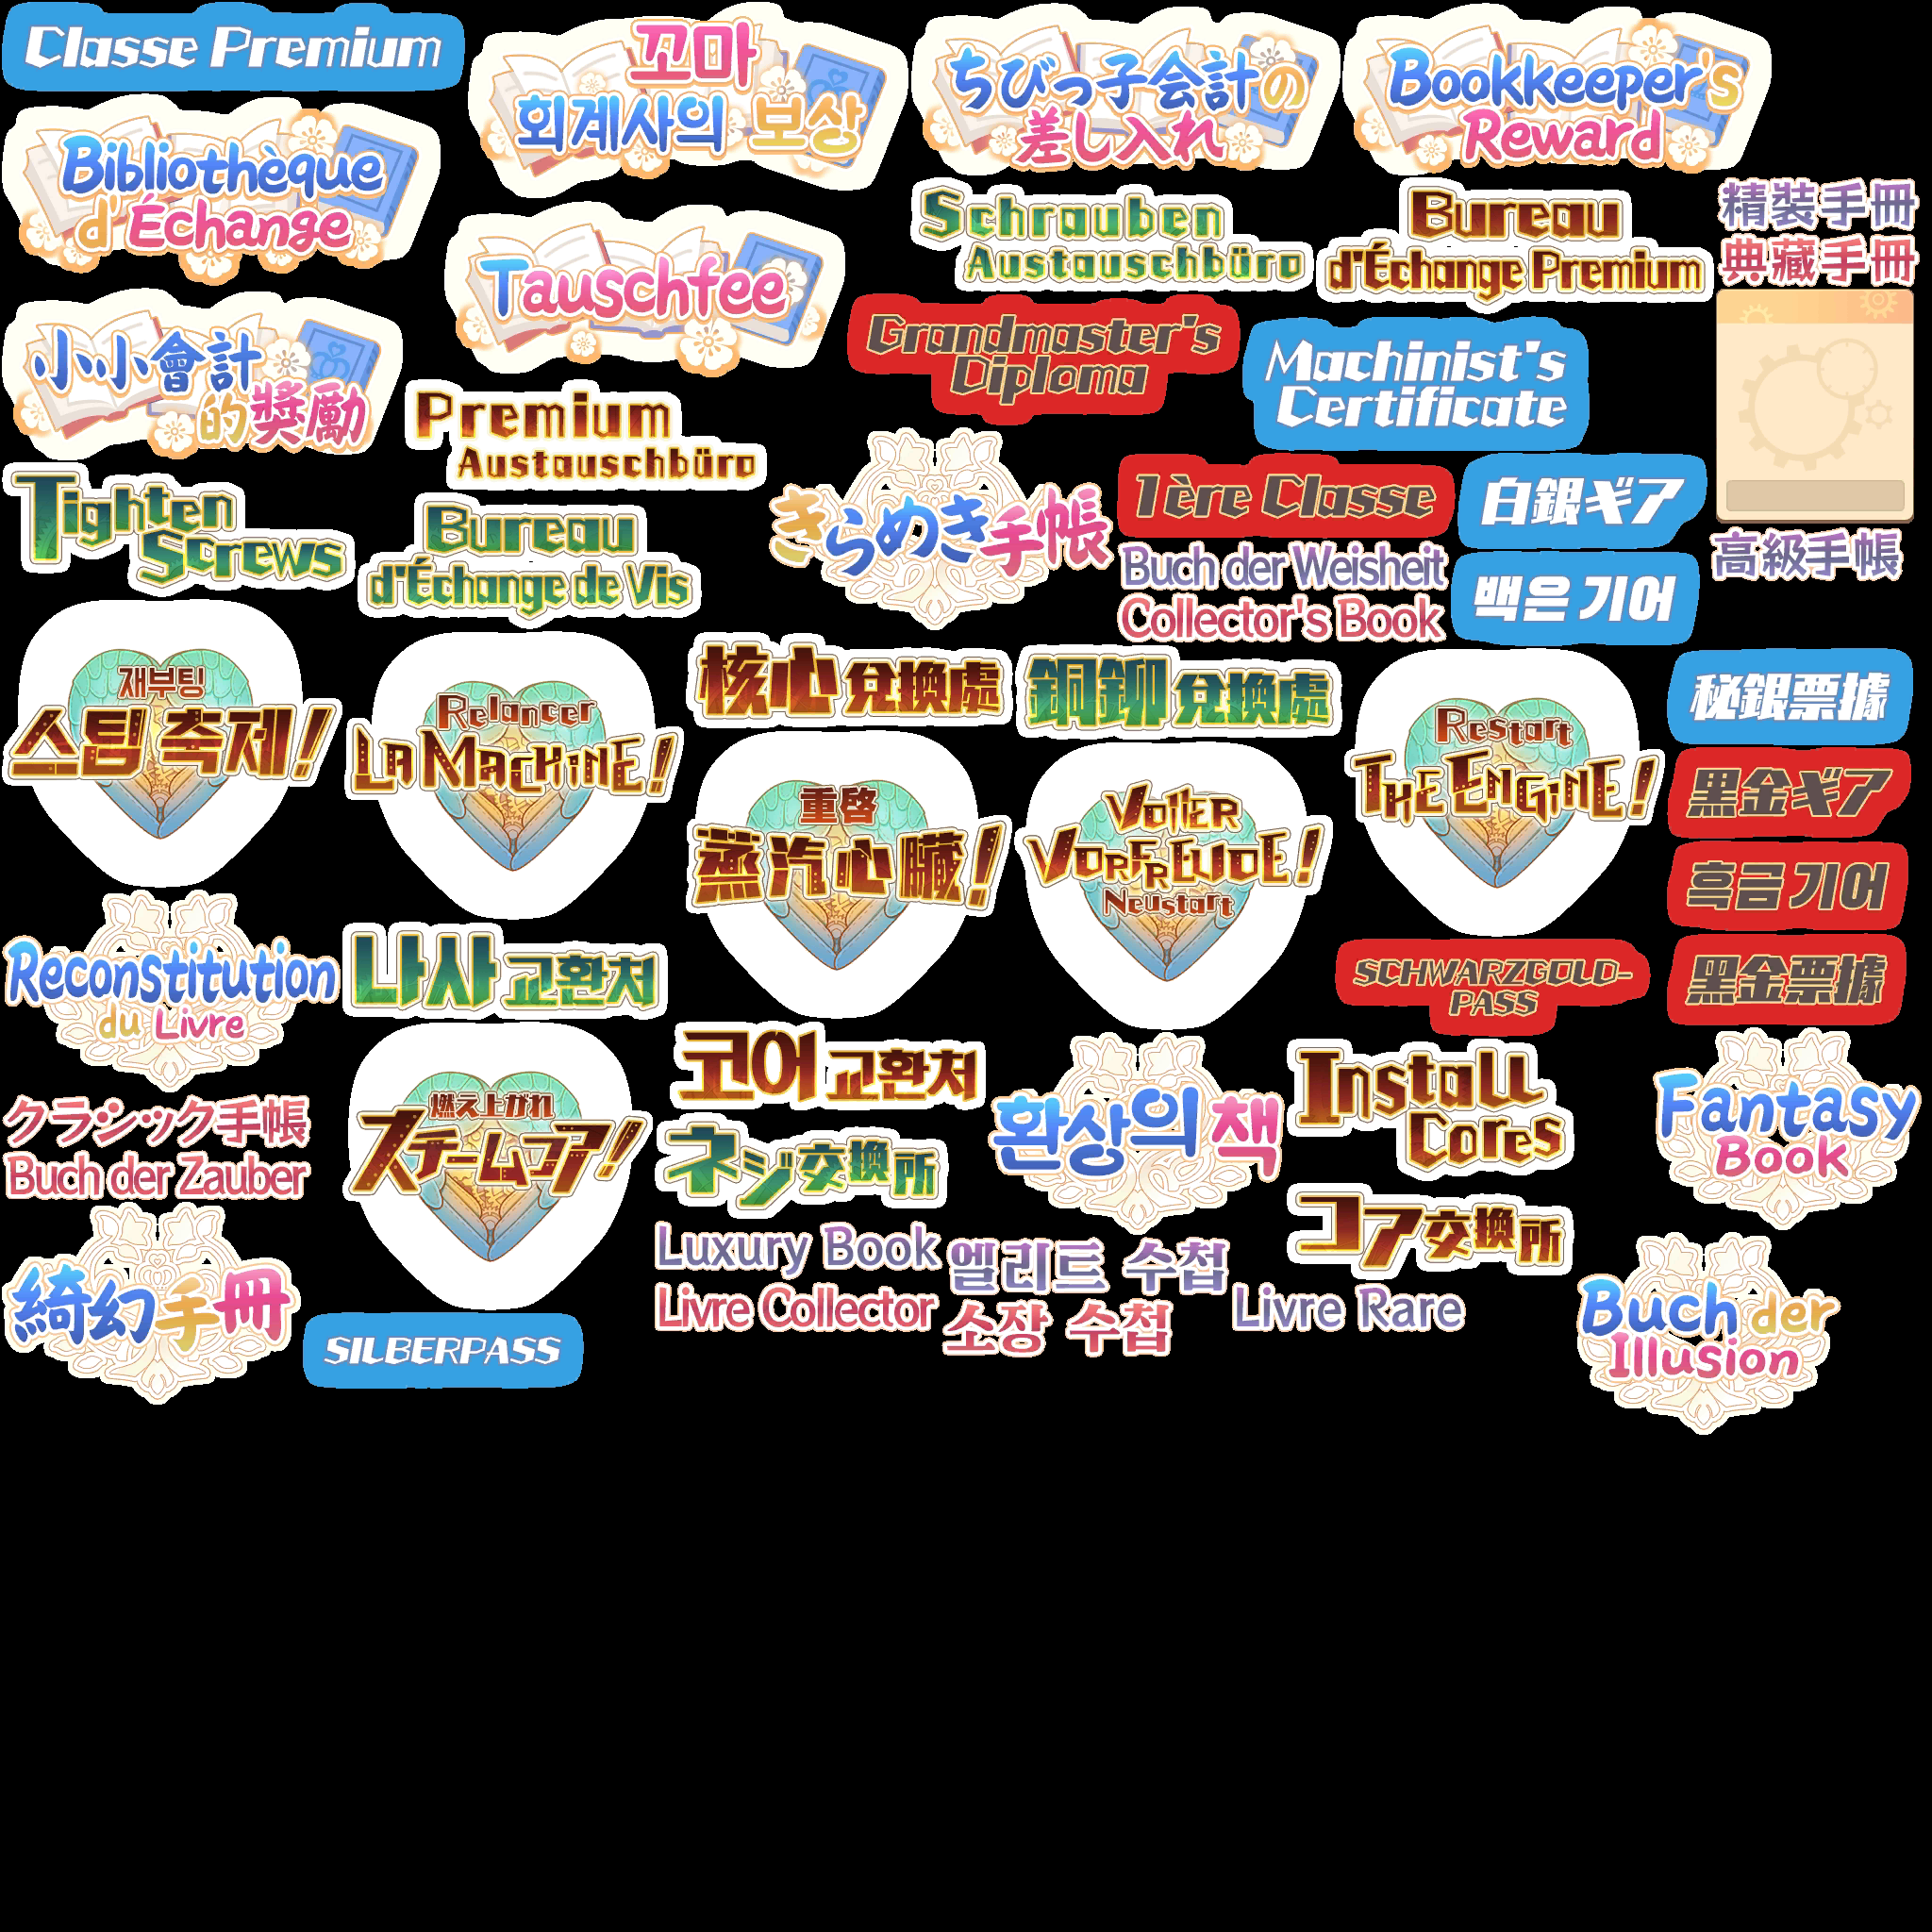 Classe Premium
꼬마
회계사의 보상
ちびっ子会計の
差し入れ
Bookkeeper's
Reward
Bibliothèque
d'Échange
Tauschfee
Schrauben
Austauschbüro
Bureau
d'Échange Premium
精裝手冊
典藏手冊
小小會計
的獎勵
Premium
Austauschbüro
Grandmaster's
Diploma
Machinist's
Certificate
Tighten
Screws
Bureau
d'Échange de Vis
きらめき手帳
1ère Classe
白銀ギア
Buch der Weisheit
Collector's Book
백은 기어
高級手帳
재부팅
스팀 축제!
Relancer
La Machine!
核心 兌換處
銅鉚 兌換處
Restart
The Engine!
秘銀票據
黒金ギア
重啓
蒸汽心臟!
Voller
Vorfreude!
Neustart
흑금 기어
Reconstitution
du Livre
나사 교환처
SCHWARZGOLD-
PASS
黑金票據
クラシック手帳
Buch der Zauber
燃え上がれ
スチームコア!
코어 교환처
ネジ交換所
환상의 책
Install
Cores
Fantasy
Book
綺幻手冊
SILBERPASS
Luxury Book
엘리트 수첩
Livre Collector
소장 수첩
Livre Rare
コア交換所
Buch der
Illusion